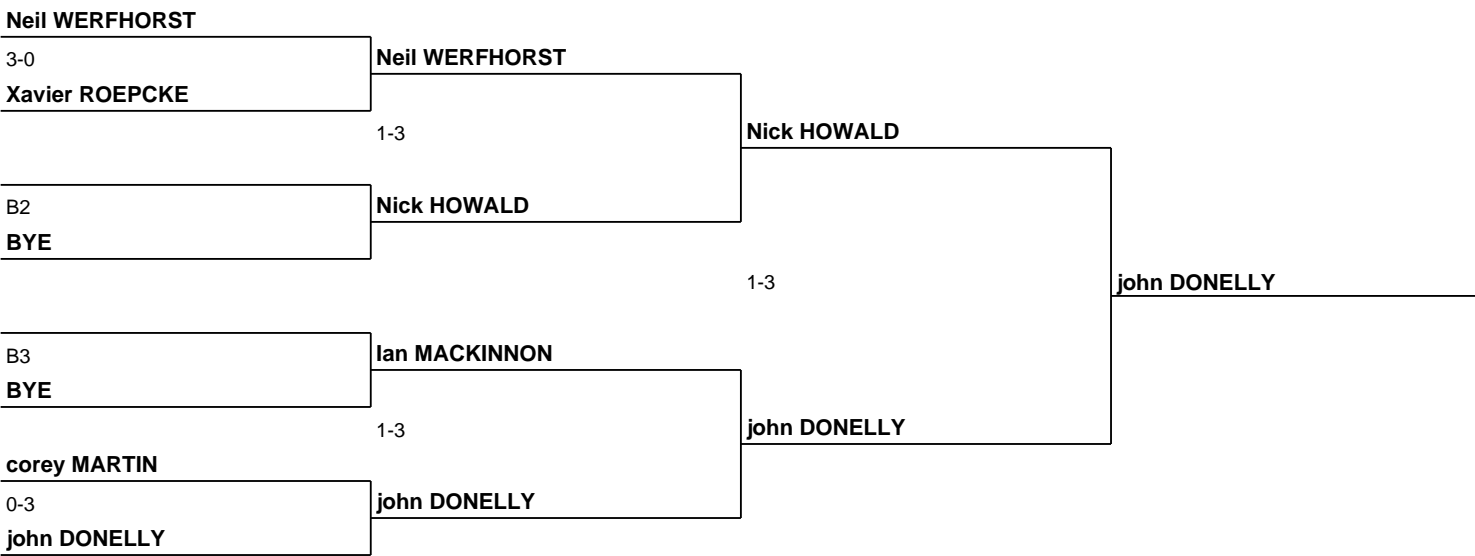 Neil WERFHORST
3-0
Xavier ROEPCKE
B2
BYE
B3
BYE
corey MARTIN
0-3
john DONELLY
Neil WERFHORST
1-3
Nick HOWALD
Ian MACKINNON
1-3
john DONELLY
Nick HOWALD
1-3
john DONELLY
john DONELLY